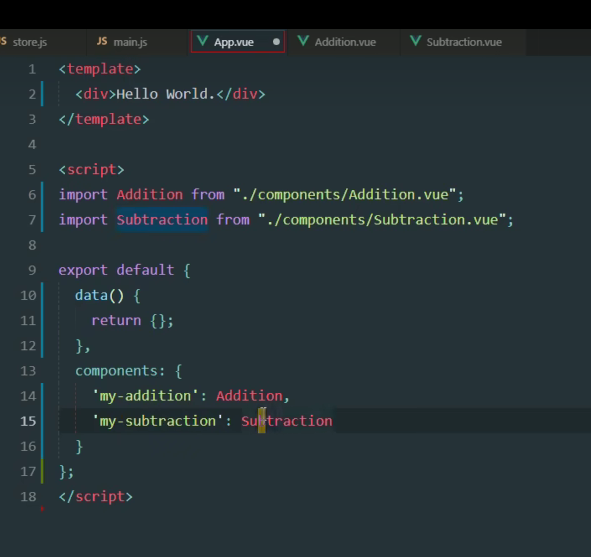 JS store.js JS main.js App.vue Addition.vue Subtraction.vue
1 <template>
2 <div>Hello World.</div>
3 </template>
4
5 <script>
6 import Addition from "./components/Addition.vue";
7 import Subtraction from "./components/Subtraction.vue";
8
9 export default {
10 data() {
11 return {};
12 },
13 components: {
14 'my-addition': Addition,
15 'my-subtraction': Subtraction
16 }
17 };
18 </script>